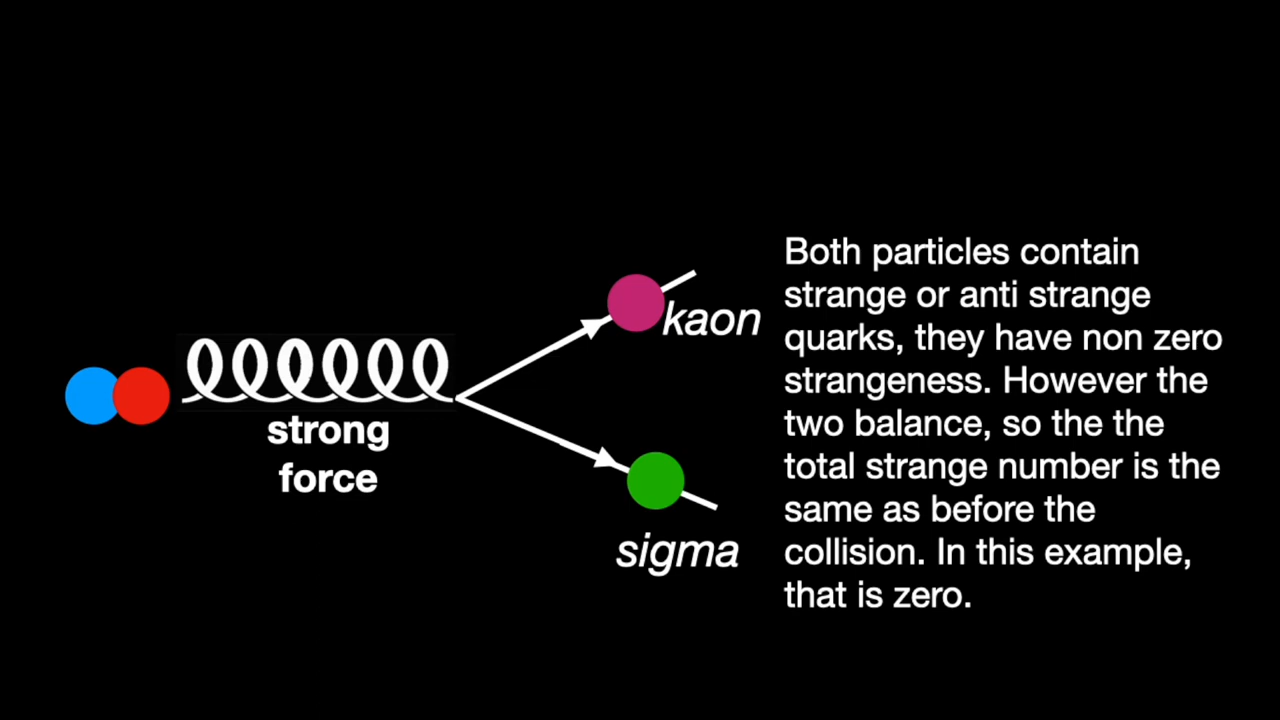 strong
force
kaon
sigma
Both particles contain
strange or anti strange
quarks, they have non zero
strangeness. However the
two balance, so the the
total strange number is the
same as before the
collision. In this example,
that is zero.